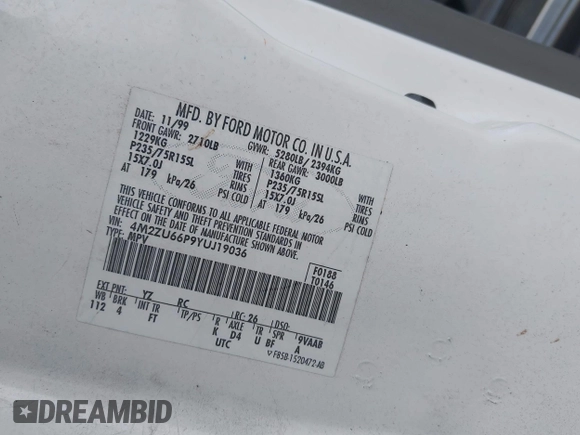 MFD. BY FORD MOTOR CO. IN U.S.A.
DATE: 11/99 GVWR: 5280LB/ 2394KG
FRONT GAWR: 2710LB REAR GAWR: 3000LB
1229KG WITH 1360KG WITH
P235/75R15SL TIRES P235/75R15SL TIRES
15X7.0J RIMS 15X7.0J RIMS
AT 179 kPa/26 PSI COLD AT 179 kPa/26 PSI COLD
THIS VEHICLE CONFORMS TO ALL APPLICABLE FEDERAL MOTOR
VEHICLE SAFETY AND THEFT PREVENTION STANDARDS IN
EFFECT ON THE DATE OF MANUFACTURE SHOWN ABOVE.
VIN: 4M2ZU66P9YUJ19036
TYPE: MPV
F0188
T0146
EXT PNT: YZ RC RC: 26 DSO:
WB BRK INT TR TP/PS R AXLE TR SPR 9VAAB
112 4 FT K D4 U BF A
UTC
F85B-1520472-AB
DREAMBID